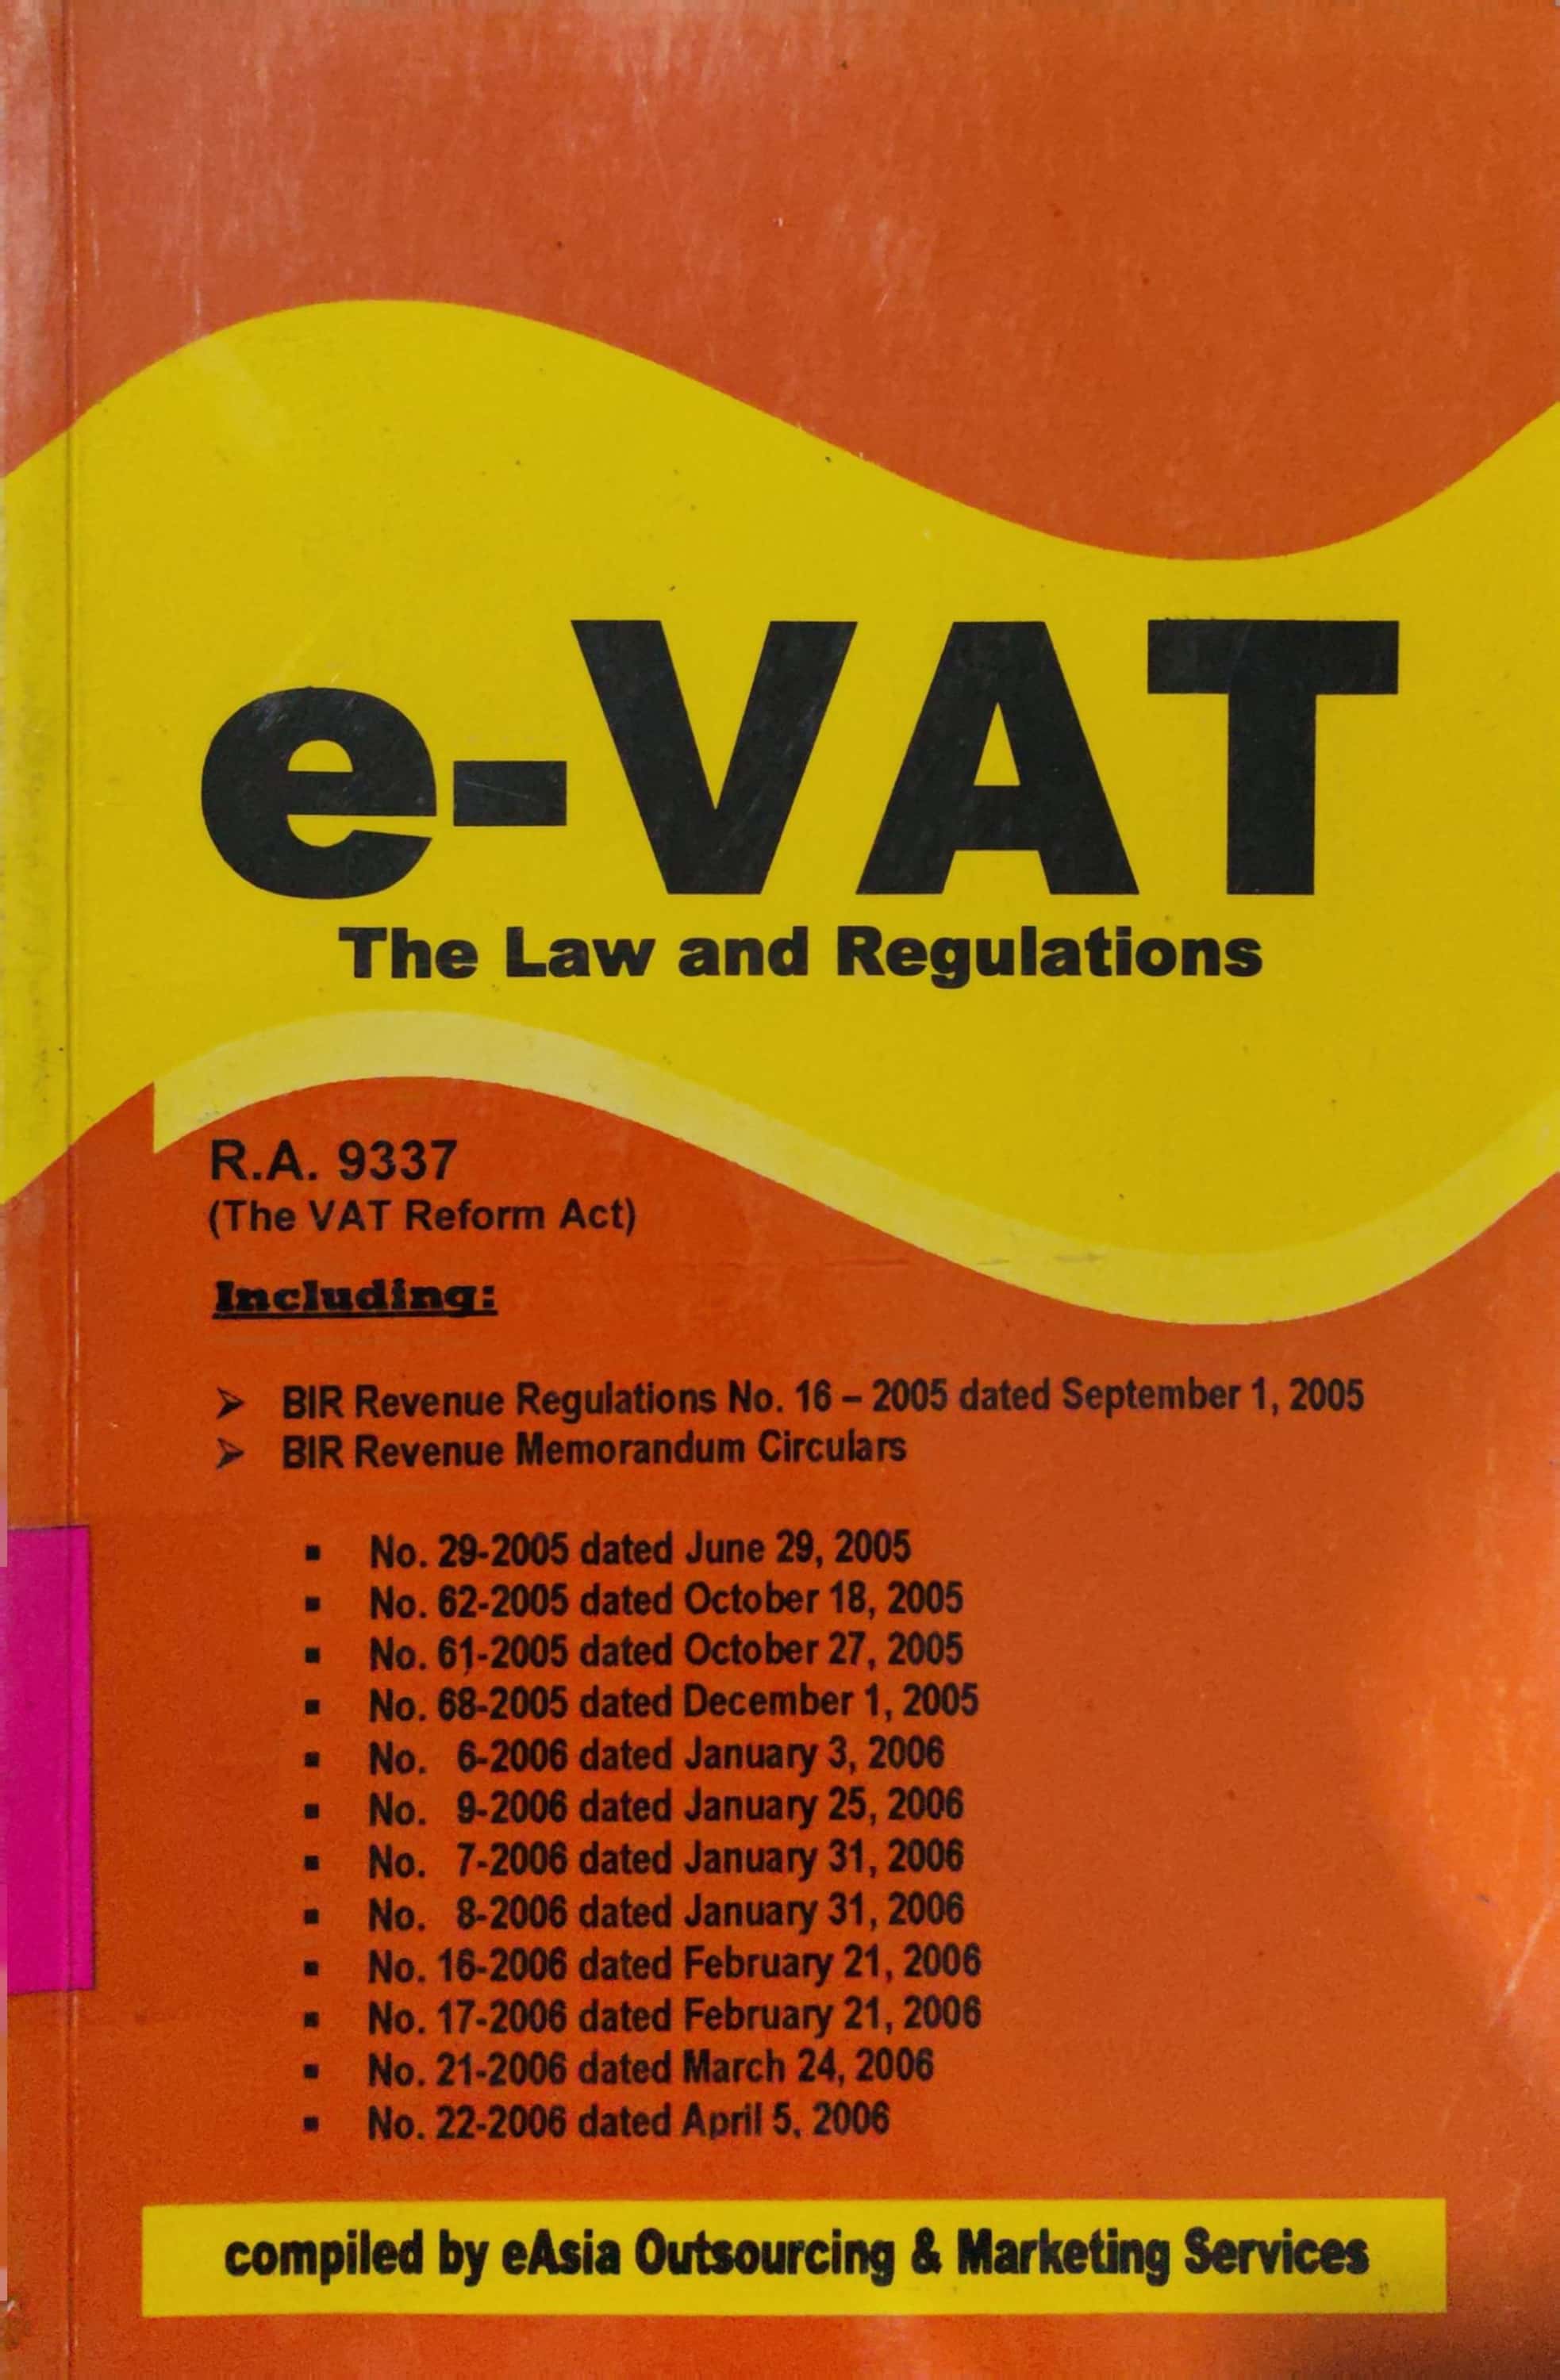 e-VAT
The Law and Regulations
R.A. 9337
(The VAT Reform Act)
Including:
➢ BIR Revenue Regulations No. 16 – 2005 dated September 1, 2005
➢ BIR Revenue Memorandum Circulars
▪ No. 29-2005 dated June 29, 2005
▪ No. 62-2005 dated October 18, 2005
▪ No. 61-2005 dated October 27, 2005
▪ No. 68-2005 dated December 1, 2005
▪ No. 6-2006 dated January 3, 2006
▪ No. 9-2006 dated January 25, 2006
▪ No. 7-2006 dated January 31, 2006
▪ No. 8-2006 dated January 31, 2006
▪ No. 16-2006 dated February 21, 2006
▪ No. 17-2006 dated February 21, 2006
▪ No. 21-2006 dated March 24, 2006
▪ No. 22-2006 dated April 5, 2006
compiled by eAsia Outsourcing & Marketing Services